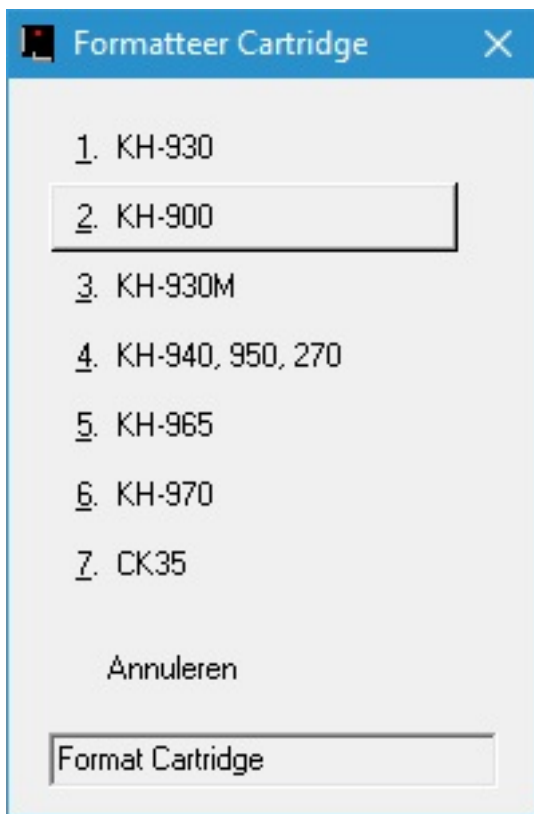 Formatteer Cartridge
1. KH-930
2. KH-900
3. KH-930M
4. KH-940, 950, 270
5. KH-965
6. KH-970
7. CK35
Annuleren
Format Cartridge